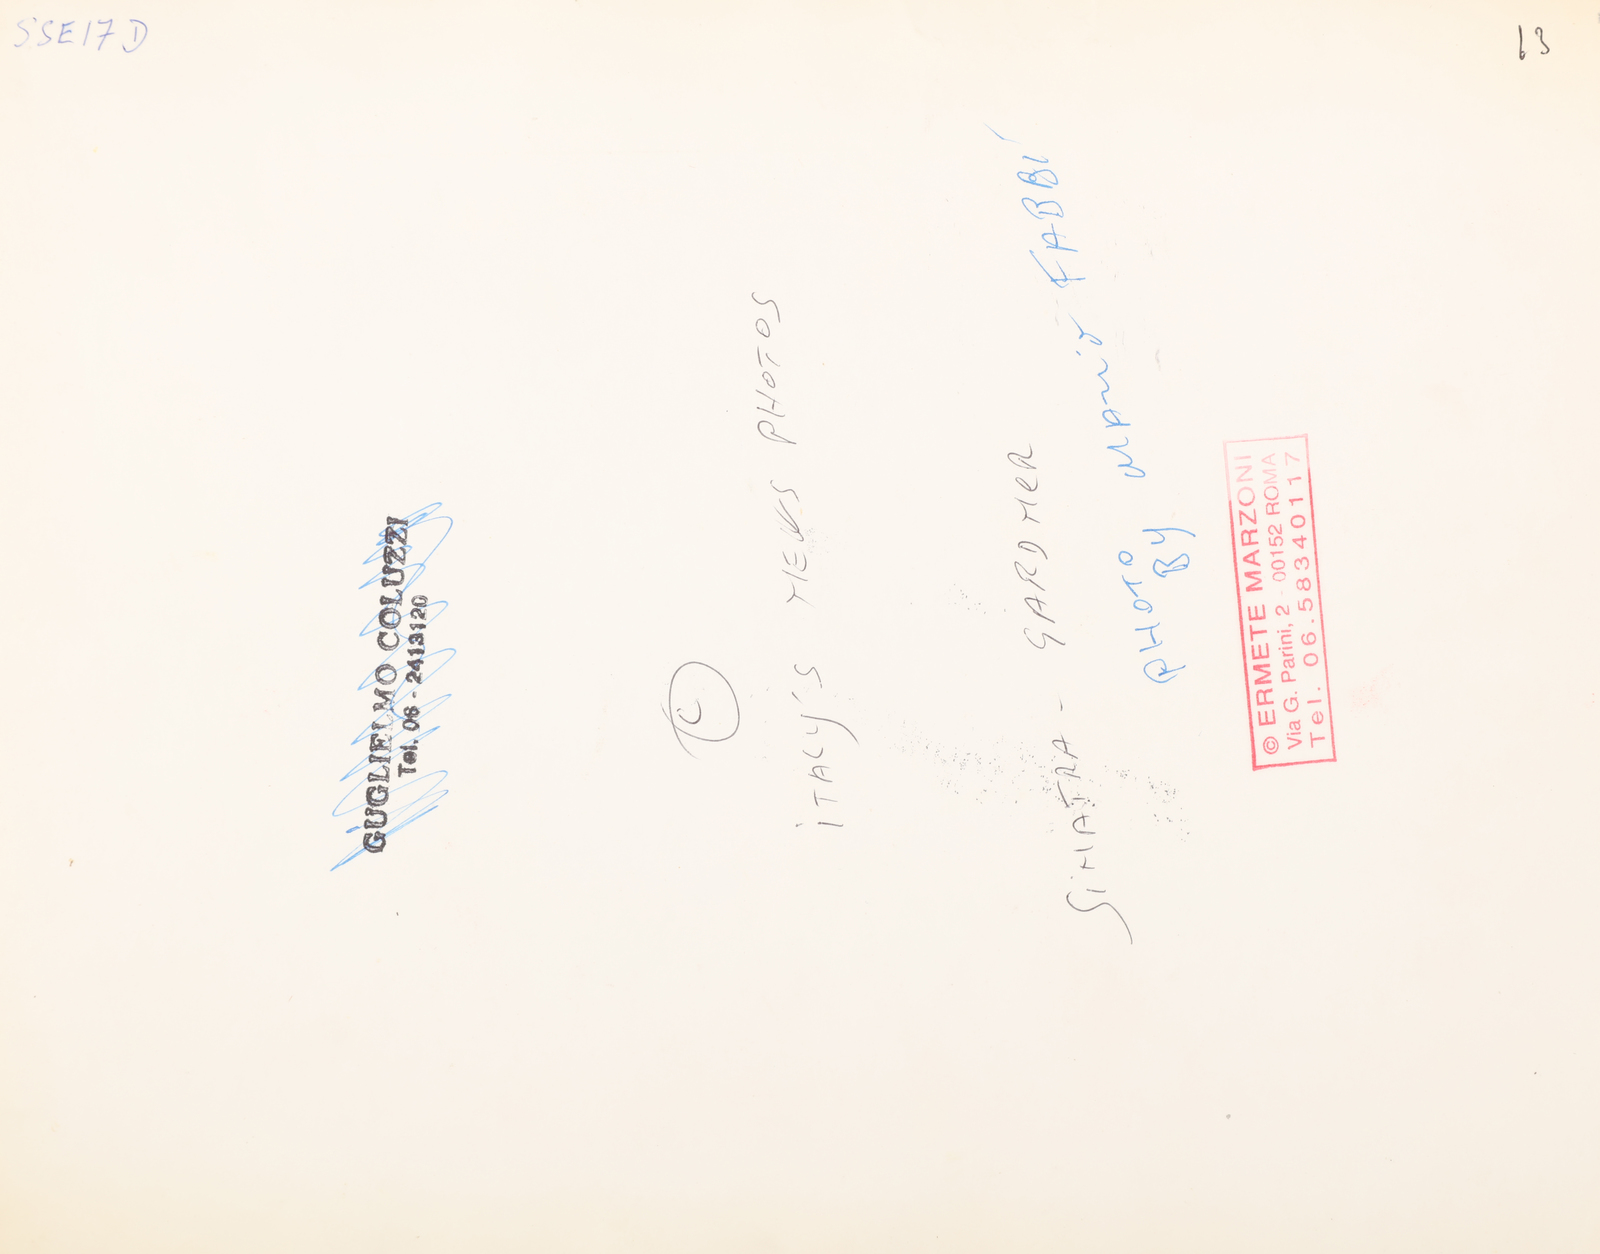 SSE17D
13
GUGLIELMO COLUZZI
Tel. 06 - 2413120
©
ITALY'S NEWS PHOTOS
SINATRA - GARDNER
PHOTO MARIO FABBI
BY
© ERMETE MARZONI
Via G. Parini, 2 - 00152 ROMA
Tel. 06.58340117